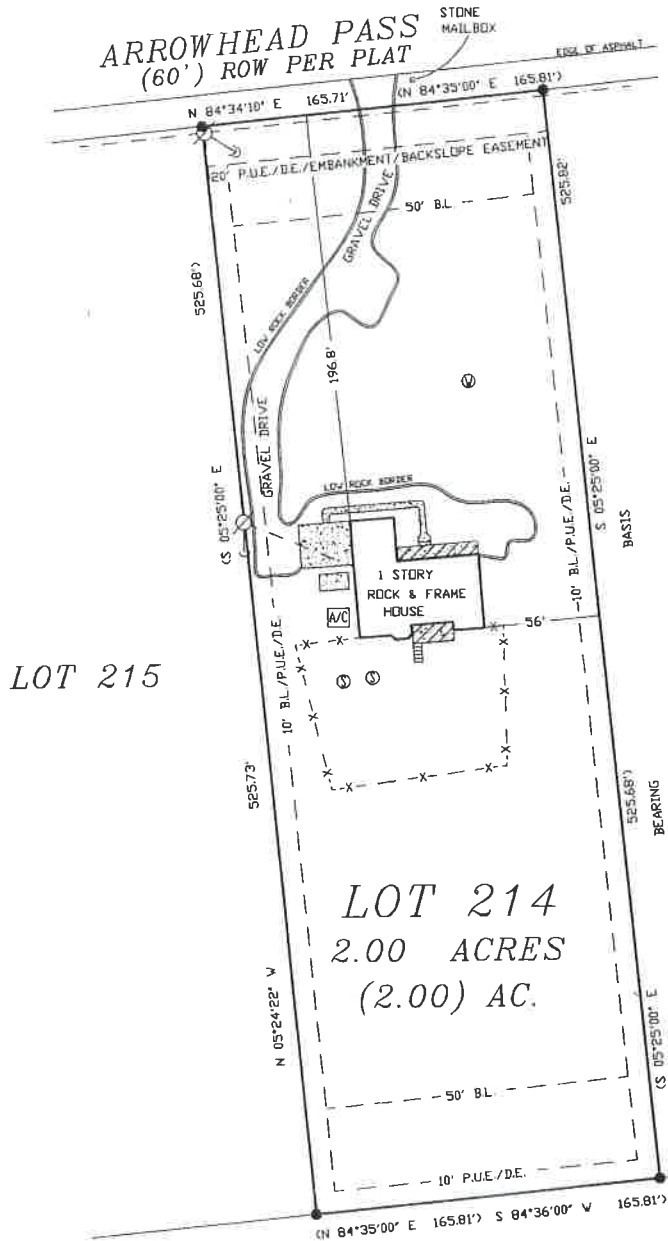 ARROWHEAD PASS
(60') ROW PER PLAT
STONE
MAILBOX
EDGE OF ASPHALT
N 84°34'10" E 165.71' (N 84°35'00" E 165.81')
20' P.U.E./D.E./EMBANKMENT/BACKSLOPE EASEMENT
50' B.L.
525.82'
525.68')
GRAVEL DRIVE
LOW ROCK BORDER
196.8'
W
GRAVEL DRIVE
(S 05°25'00" E
S 05°25'00" E
BASIS
LOW ROCK BORDER
10' B.L./P.U.E./D.E.
1 STORY
ROCK & FRAME
HOUSE
A/C
56'
S S
LOT 215
10' B.L./P.U.E./D.E.
525.73'
525.68')
BEARING
LOT 214
2.00 ACRES
(2.00) AC.
N 05°24'22" W
(S 05°25'00" E
50' B.L.
10' P.U.E./D.E.
(N 84°35'00" E 165.81') S 84°36'00" W 165.81')